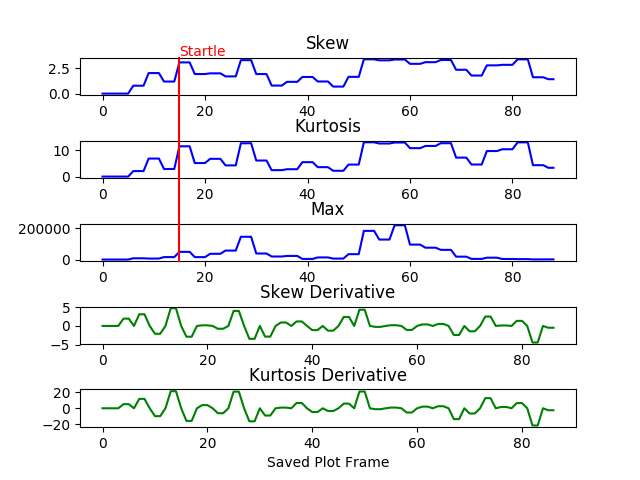 Startle
Skew
2.5
0.0
0 20 40 60 80
Kurtosis
10
0
0 20 40 60 80
Max
200000
0
0 20 40 60 80
Skew Derivative
5
0
−5
0 20 40 60 80
Kurtosis Derivative
20
0
−20
0 20 40 60 80
Saved Plot Frame